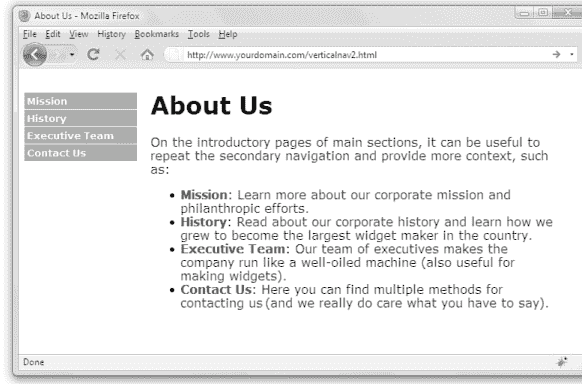 About Us - Mozilla Firefox
File Edit View History Bookmarks Tools Help
http://www.yourdomain.com/verticalnav2.html
Mission
History
Executive Team
Contact Us
About Us
On the introductory pages of main sections, it can be useful to
repeat the secondary navigation and provide more context, such
as:
• Mission: Learn more about our corporate mission and
philanthropic efforts.
• History: Read about our corporate history and learn how we
grew to become the largest widget maker in the country.
• Executive Team: Our team of executives makes the
company run like a well-oiled machine (also useful for
making widgets).
• Contact Us: Here you can find multiple methods for
contacting us (and we really do care what you have to say).
Done